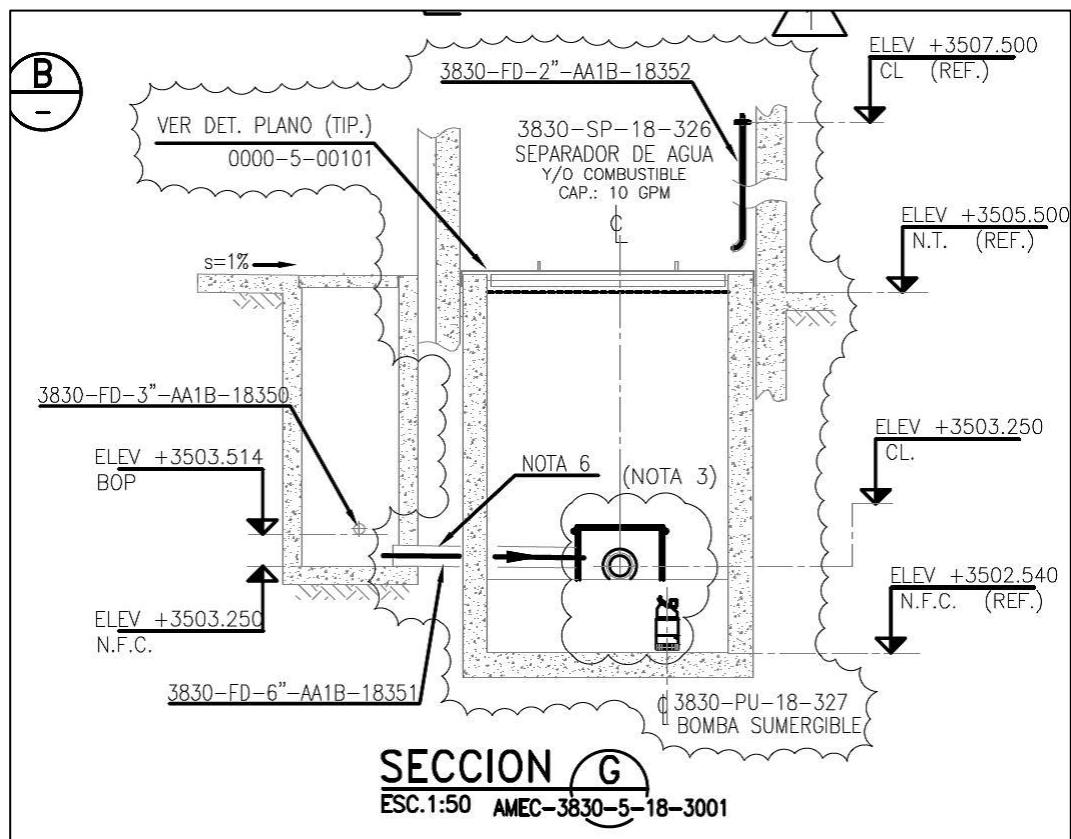 1
ELEV +3507.500
CL (REF.)
B
-
3830-FD-2"-AA1B-18352
VER DET. PLANO (TIP.)
0000-5-00101
3830-SP-18-326
SEPARADOR DE AGUA
Y/O COMBUSTIBLE
CAP.: 10 GPM
ELEV +3505.500
N.T. (REF.)
s=1%
3830-FD-3"-AA1B-18350
ELEV +3503.250
CL.
ELEV +3503.514
BOP
NOTA 6
(NOTA 3)
ELEV +3502.540
N.F.C. (REF.)
ELEV +3503.250
N.F.C.
3830-FD-6"-AA1B-18351
3830-PU-18-327
BOMBA SUMERGIBLE
SECCION G
ESC.1:50 AMEC-3830-5-18-3001